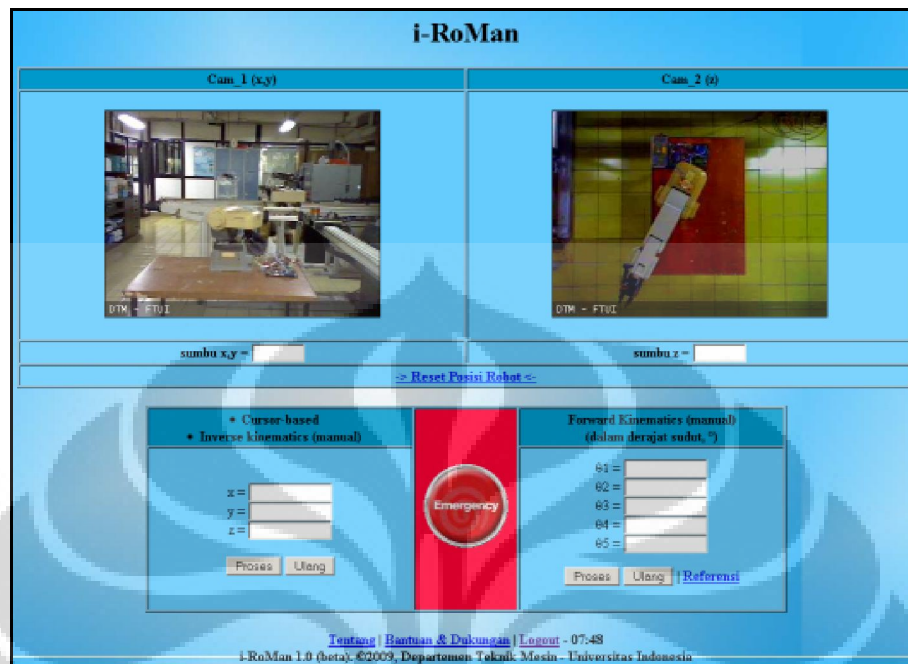 i-RoMan
Cam_1 (x,y)
Cam_2 (z)
DTM - FTUI
DTM - FTUI
sumbu x,y =
sumbu z =
-> Reset Posisi Robot <-
• Cursor-based
• Inverse kinematics (manual)
x =
y =
z =
Proses Ulang
Emergency
Forward Kinematics (manual)
(dalam derajat sudut, °)
θ1 =
θ2 =
θ3 =
θ4 =
θ5 =
Proses Ulang | Referensi
Tentang | Bantuan & Dukungan | Logout - 07:48
i-RoMan 1.0 (beta). ©2009, Departemen Teknik Mesin - Universitas Indonesia